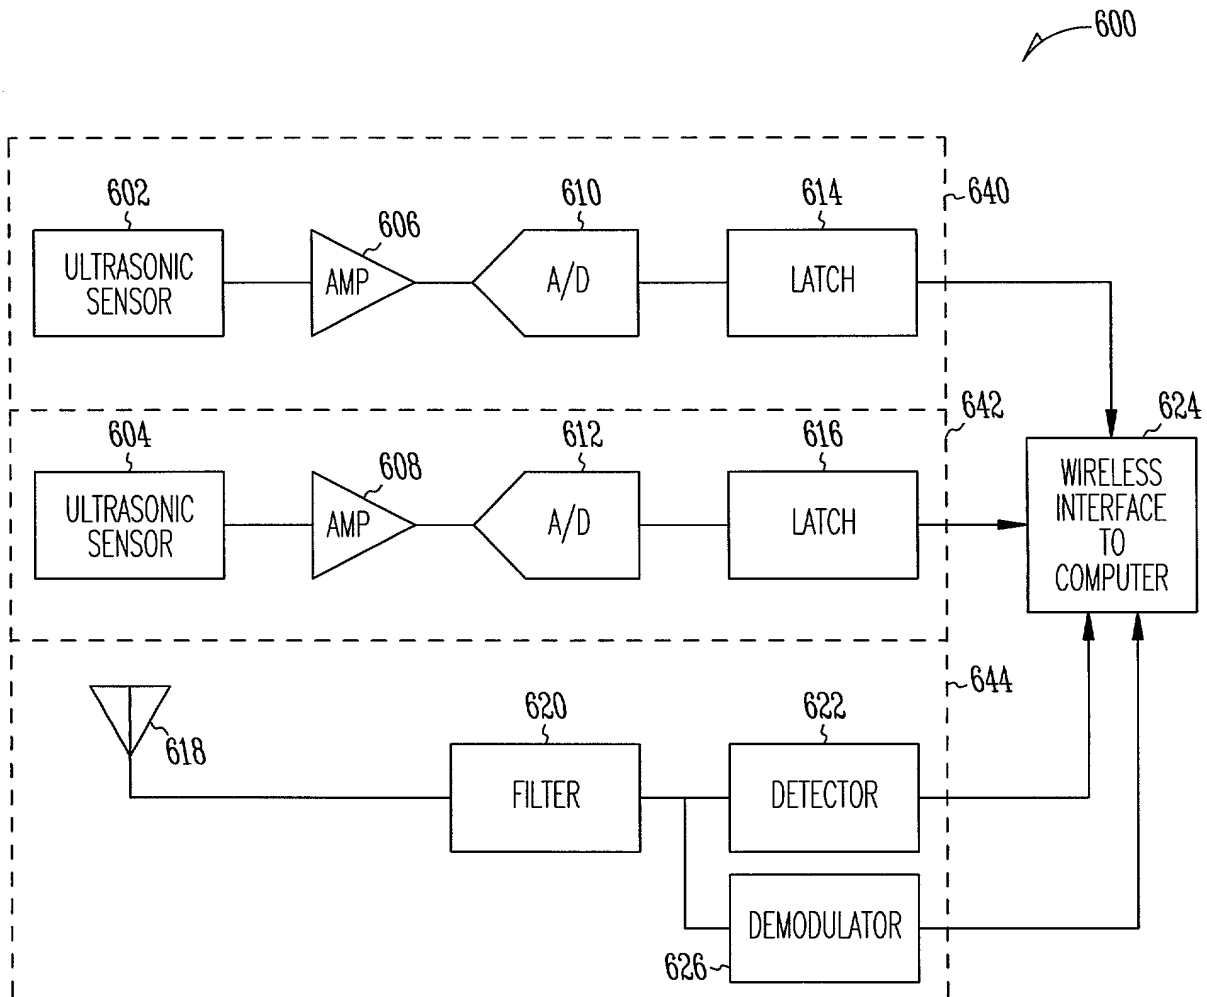 600
602
ULTRASONIC
SENSOR
606
AMP
610
A/D
614
LATCH
640
604
ULTRASONIC
SENSOR
608
AMP
612
A/D
616
LATCH
642
624
WIRELESS
INTERFACE
TO
COMPUTER
618
620
FILTER
622
DETECTOR
644
DEMODULATOR
626